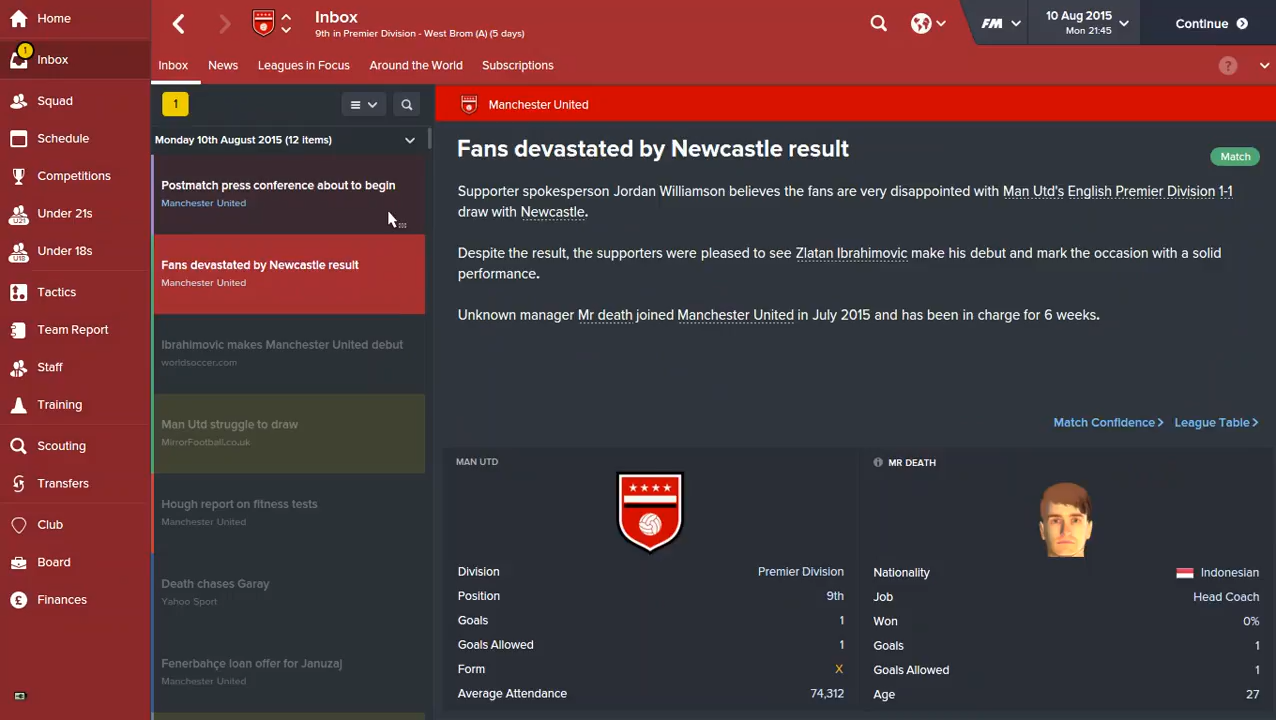 Home
1
Inbox
Squad
Schedule
Competitions
U21
Under 21s
U18
Under 18s
Tactics
Team Report
Staff
Training
Scouting
Transfers
Club
Board
£
Finances
Inbox
9th in Premier Division - West Brom (A) (5 days)
FM
10 Aug 2015
Mon 21:45
Continue
Inbox News Leagues in Focus Around the World Subscriptions
?
1
Monday 10th August 2015 (12 items)
Postmatch press conference about to begin
Manchester United
Fans devastated by Newcastle result
Manchester United
Ibrahimovic makes Manchester United debut
worldsoccer.com
Man Utd struggle to draw
MirrorFootball.co.uk
Hough report on fitness tests
Manchester United
Death chases Garay
Yahoo Sport
Fenerbahçe loan offer for Januzaj
Manchester United
Manchester United
Fans devastated by Newcastle result
Match
Supporter spokesperson Jordan Williamson believes the fans are very disappointed with Man Utd's English Premier Division 1-1
draw with Newcastle.
Despite the result, the supporters were pleased to see Zlatan Ibrahimovic make his debut and mark the occasion with a solid
performance.
Unknown manager Mr death joined Manchester United in July 2015 and has been in charge for 6 weeks.
Match Confidence League Table
MAN UTD
Division Premier Division
Position 9th
Goals 1
Goals Allowed 1
Form X
Average Attendance 74,312
MR DEATH
Nationality Indonesian
Job Head Coach
Won 0%
Goals 1
Goals Allowed 1
Age 27